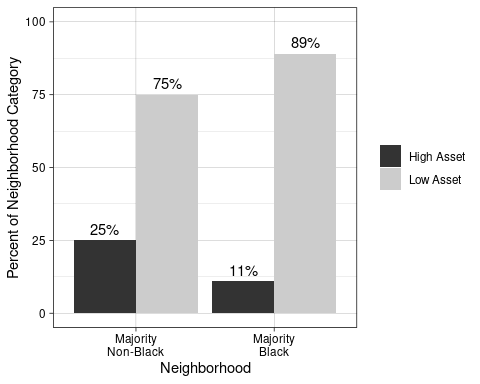 Percent of Neighborhood Category
100
75
50
25
0
25%
75%
11%
89%
Majority
Non-Black
Majority
Black
Neighborhood
High Asset
Low Asset